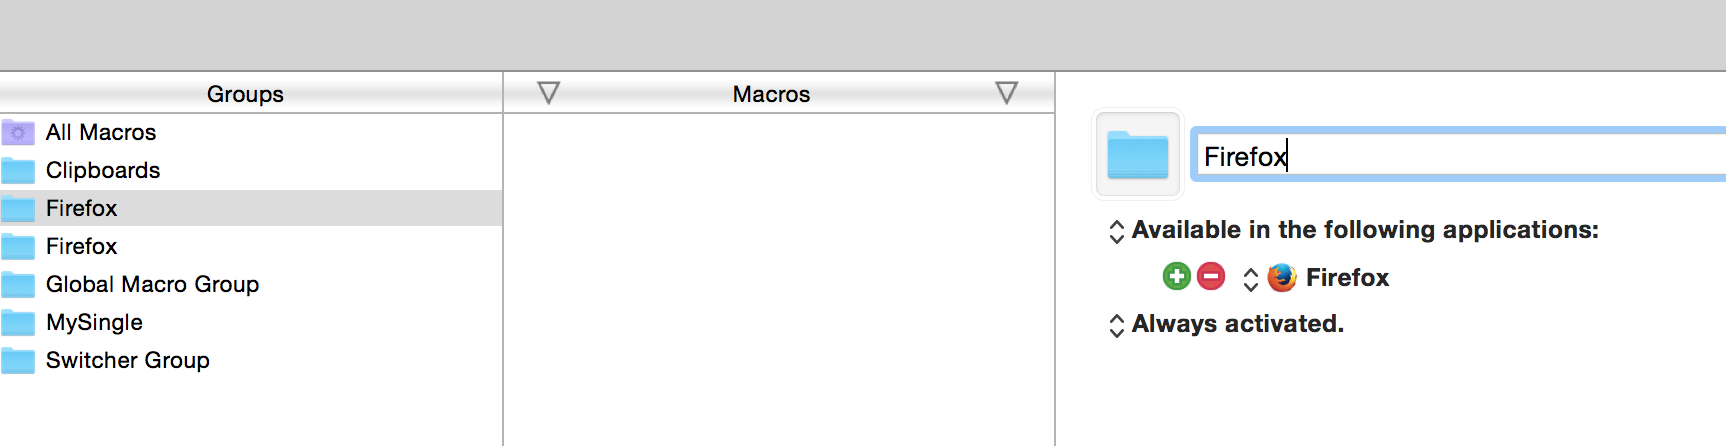 Groups
Macros
All Macros
Clipboards
Firefox
Firefox
Global Macro Group
MySingle
Switcher Group
Firefox
Available in the following applications:
Firefox
Always activated.